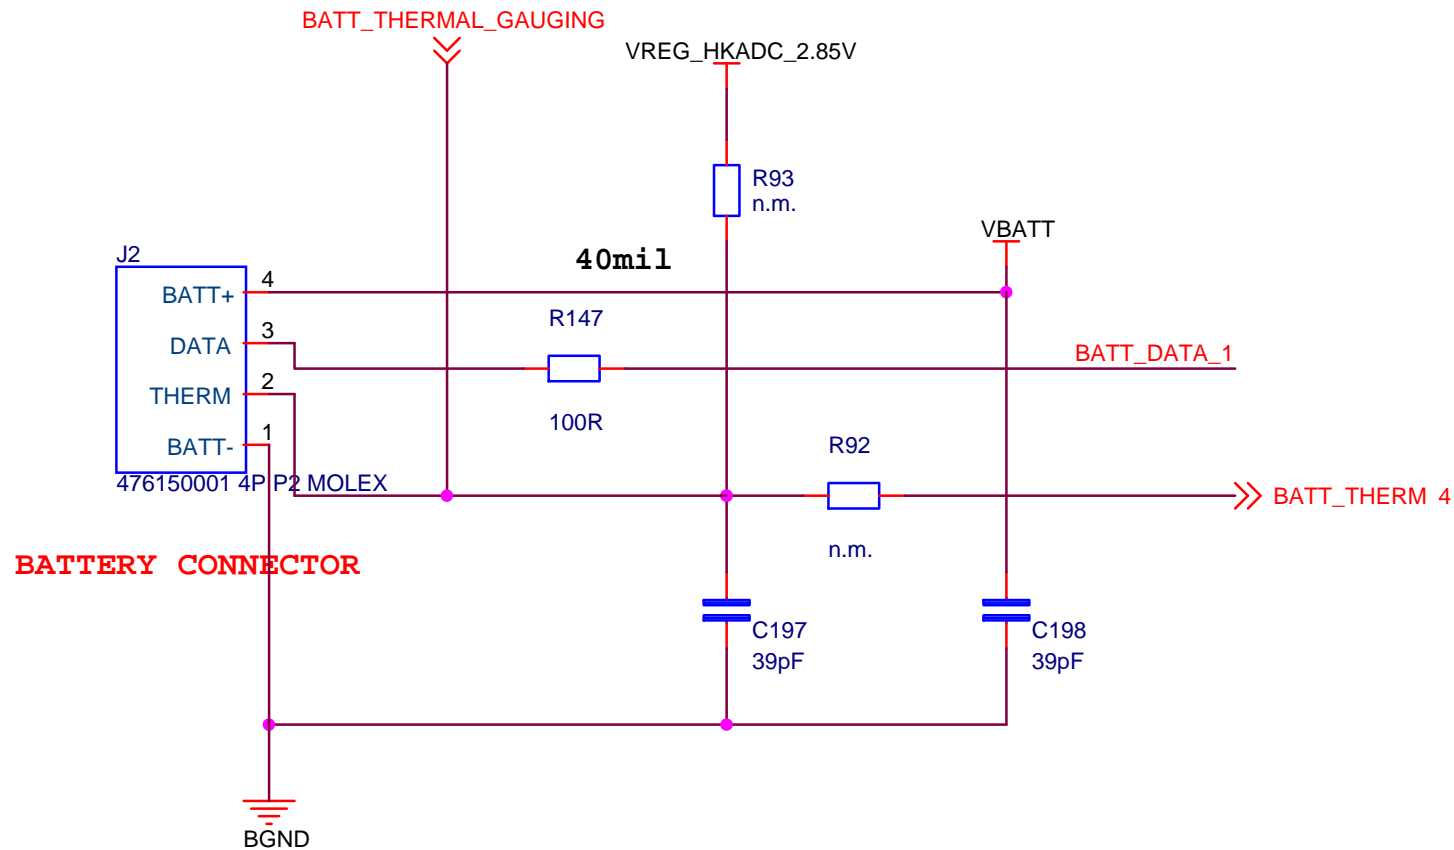 BATT_THERMAL_GAUGING
VREG_HKADC_2.85V
R93
n.m.
VBATT
J2
40mil
4
BATT+
R147
3
DATA
BATT_DATA_1
2
THERM
100R
1
BATT-
R92
476150001 4P P2 MOLEX
BATT_THERM 4
n.m.
BATTERY CONNECTOR
C197
39pF
C198
39pF
BGND